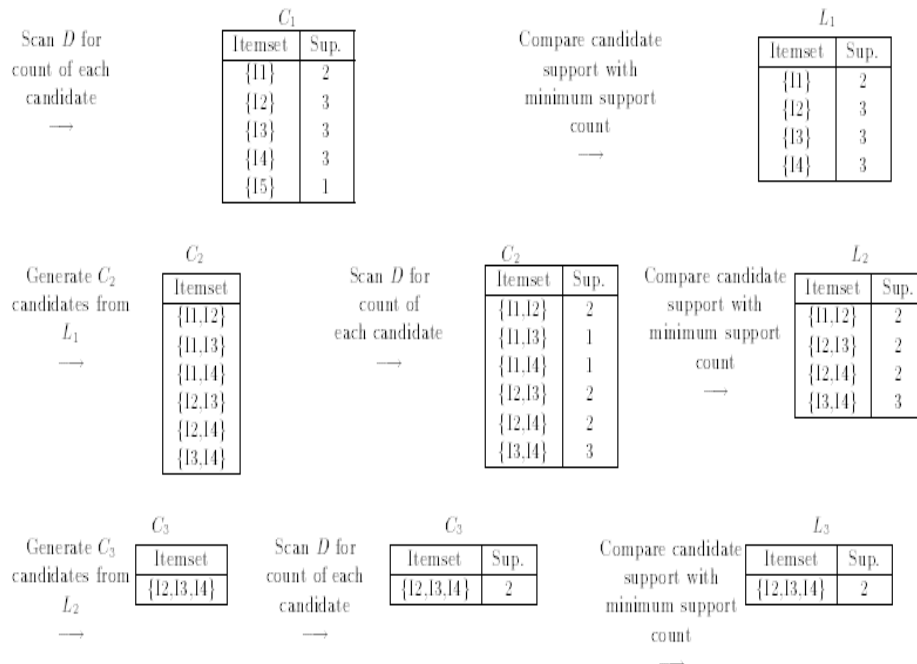 C₁
L₁
Scan D for
count of each
candidate
→
Itemset Sup.
{I1} 2
{I2} 3
{I3} 3
{I4} 3
{I5} 1
Compare candidate
support with
minimum support
count
→
Itemset Sup.
{I1} 2
{I2} 3
{I3} 3
{I4} 3
Generate C₂
candidates from
L₁
→
C₂
Itemset
{I1,I2}
{I1,I3}
{I1,I4}
{I2,I3}
{I2,I4}
{I3,I4}
Scan D for
count of
each candidate
→
C₂
Itemset Sup.
{I1,I2} 2
{I1,I3} 1
{I1,I4} 1
{I2,I3} 2
{I2,I4} 2
{I3,I4} 3
Compare candidate
support with
minimum support
count
→
L₂
Itemset Sup.
{I1,I2} 2
{I2,I3} 2
{I2,I4} 2
{I3,I4} 3
Generate C₃
candidates from
L₂
→
C₃
Itemset
{I2,I3,I4}
Scan D for
count of each
candidate
→
C₃
Itemset Sup.
{I2,I3,I4} 2
Compare candidate
support with
minimum support
count
→
L₃
Itemset Sup.
{I2,I3,I4} 2